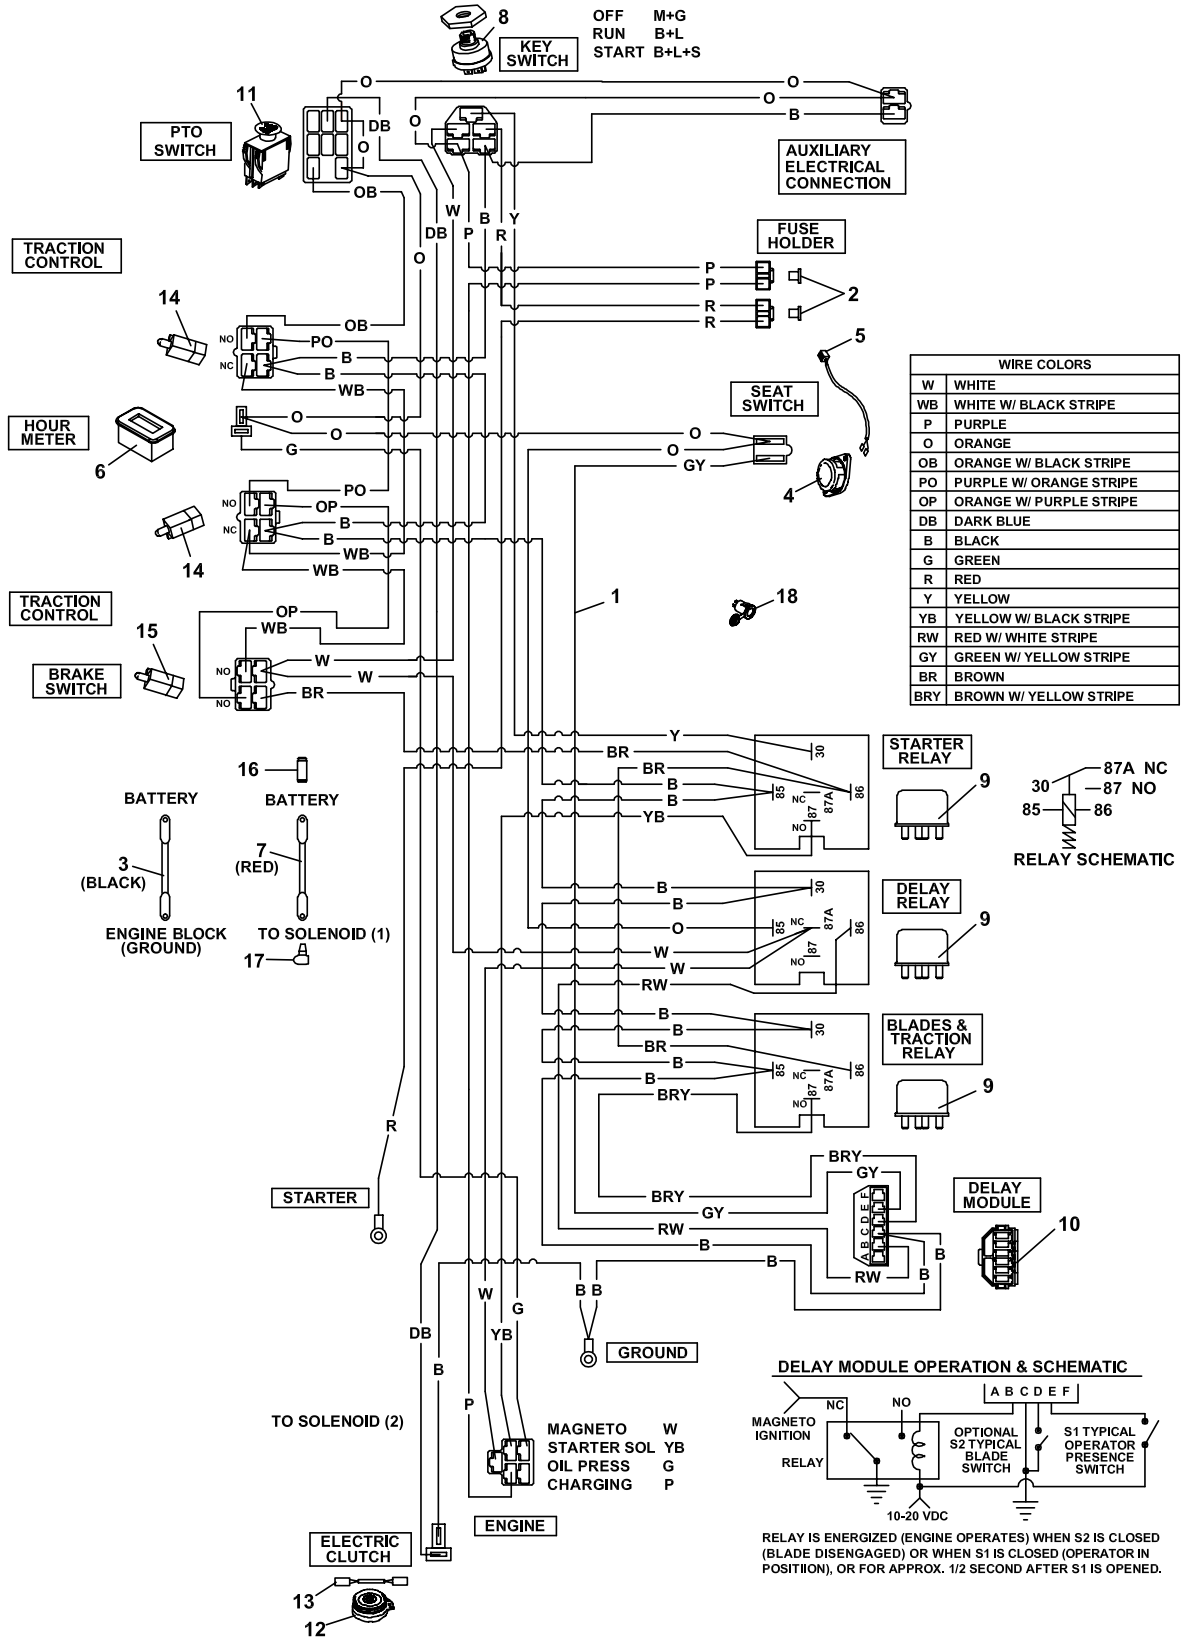 8
OFF M+G
RUN B+L
START B+L+S
KEY
SWITCH
11
PTO
SWITCH
O
O
B
DB
O
O
OB
AUXILIARY
ELECTRICAL
CONNECTION
W
B
Y
DB
P
R
O
TRACTION
CONTROL
FUSE
HOLDER
P
P
R
R
2
14
NO
NC
OB
PO
B
B
WB
5
HOUR
METER
6
O
O
G
SEAT
SWITCH
O
O
GY
4
WIRE COLORS
W WHITE
WB WHITE W/ BLACK STRIPE
P PURPLE
O ORANGE
OB ORANGE W/ BLACK STRIPE
PO PURPLE W/ ORANGE STRIPE
OP ORANGE W/ PURPLE STRIPE
DB DARK BLUE
B BLACK
G GREEN
R RED
Y YELLOW
YB YELLOW W/ BLACK STRIPE
RW RED W/ WHITE STRIPE
GY GREEN W/ YELLOW STRIPE
BR BROWN
BRY BROWN W/ YELLOW STRIPE
NO
NC
PO
OP
B
B
WB
WB
14
TRACTION
CONTROL
1
18
OP
WB
15
BRAKE
SWITCH
NO
NO
W
W
BR
16
BATTERY
BATTERY
3
(BLACK)
7
(RED)
ENGINE BLOCK
(GROUND)
TO SOLENOID (1)
17
Y
BR
BR
B
B
YB
30
85
NC
87A
86
87
NO
STARTER
RELAY
9
87A NC
30
87 NO
85
86
RELAY SCHEMATIC
B
B
O
W
W
RW
30
85
NC
87A
86
87
NO
DELAY
RELAY
9
B
B
BR
B
B
BRY
30
85
NC
87A
86
87
NO
BLADES &
TRACTION
RELAY
9
R
STARTER
BRY
GY
BRY
GY
RW
B
B
RW
B
B
F
E
D
C
B
A
DELAY
MODULE
10
W
G
YB
B B
DB
B
P
GROUND
TO SOLENOID (2)
MAGNETO W
STARTER SOL YB
OIL PRESS G
CHARGING P
ENGINE
ELECTRIC
CLUTCH
13
12
DELAY MODULE OPERATION & SCHEMATIC
A B C D E F
NC
NO
MAGNETO
IGNITION
RELAY
OPTIONAL
S2 TYPICAL
BLADE
SWITCH
S1 TYPICAL
OPERATOR
PRESENCE
SWITCH
10-20 VDC
RELAY IS ENERGIZED (ENGINE OPERATES) WHEN S2 IS CLOSED
(BLADE DISENGAGED) OR WHEN S1 IS CLOSED (OPERATOR IN
POSITIION), OR FOR APPROX. 1/2 SECOND AFTER S1 IS OPENED.